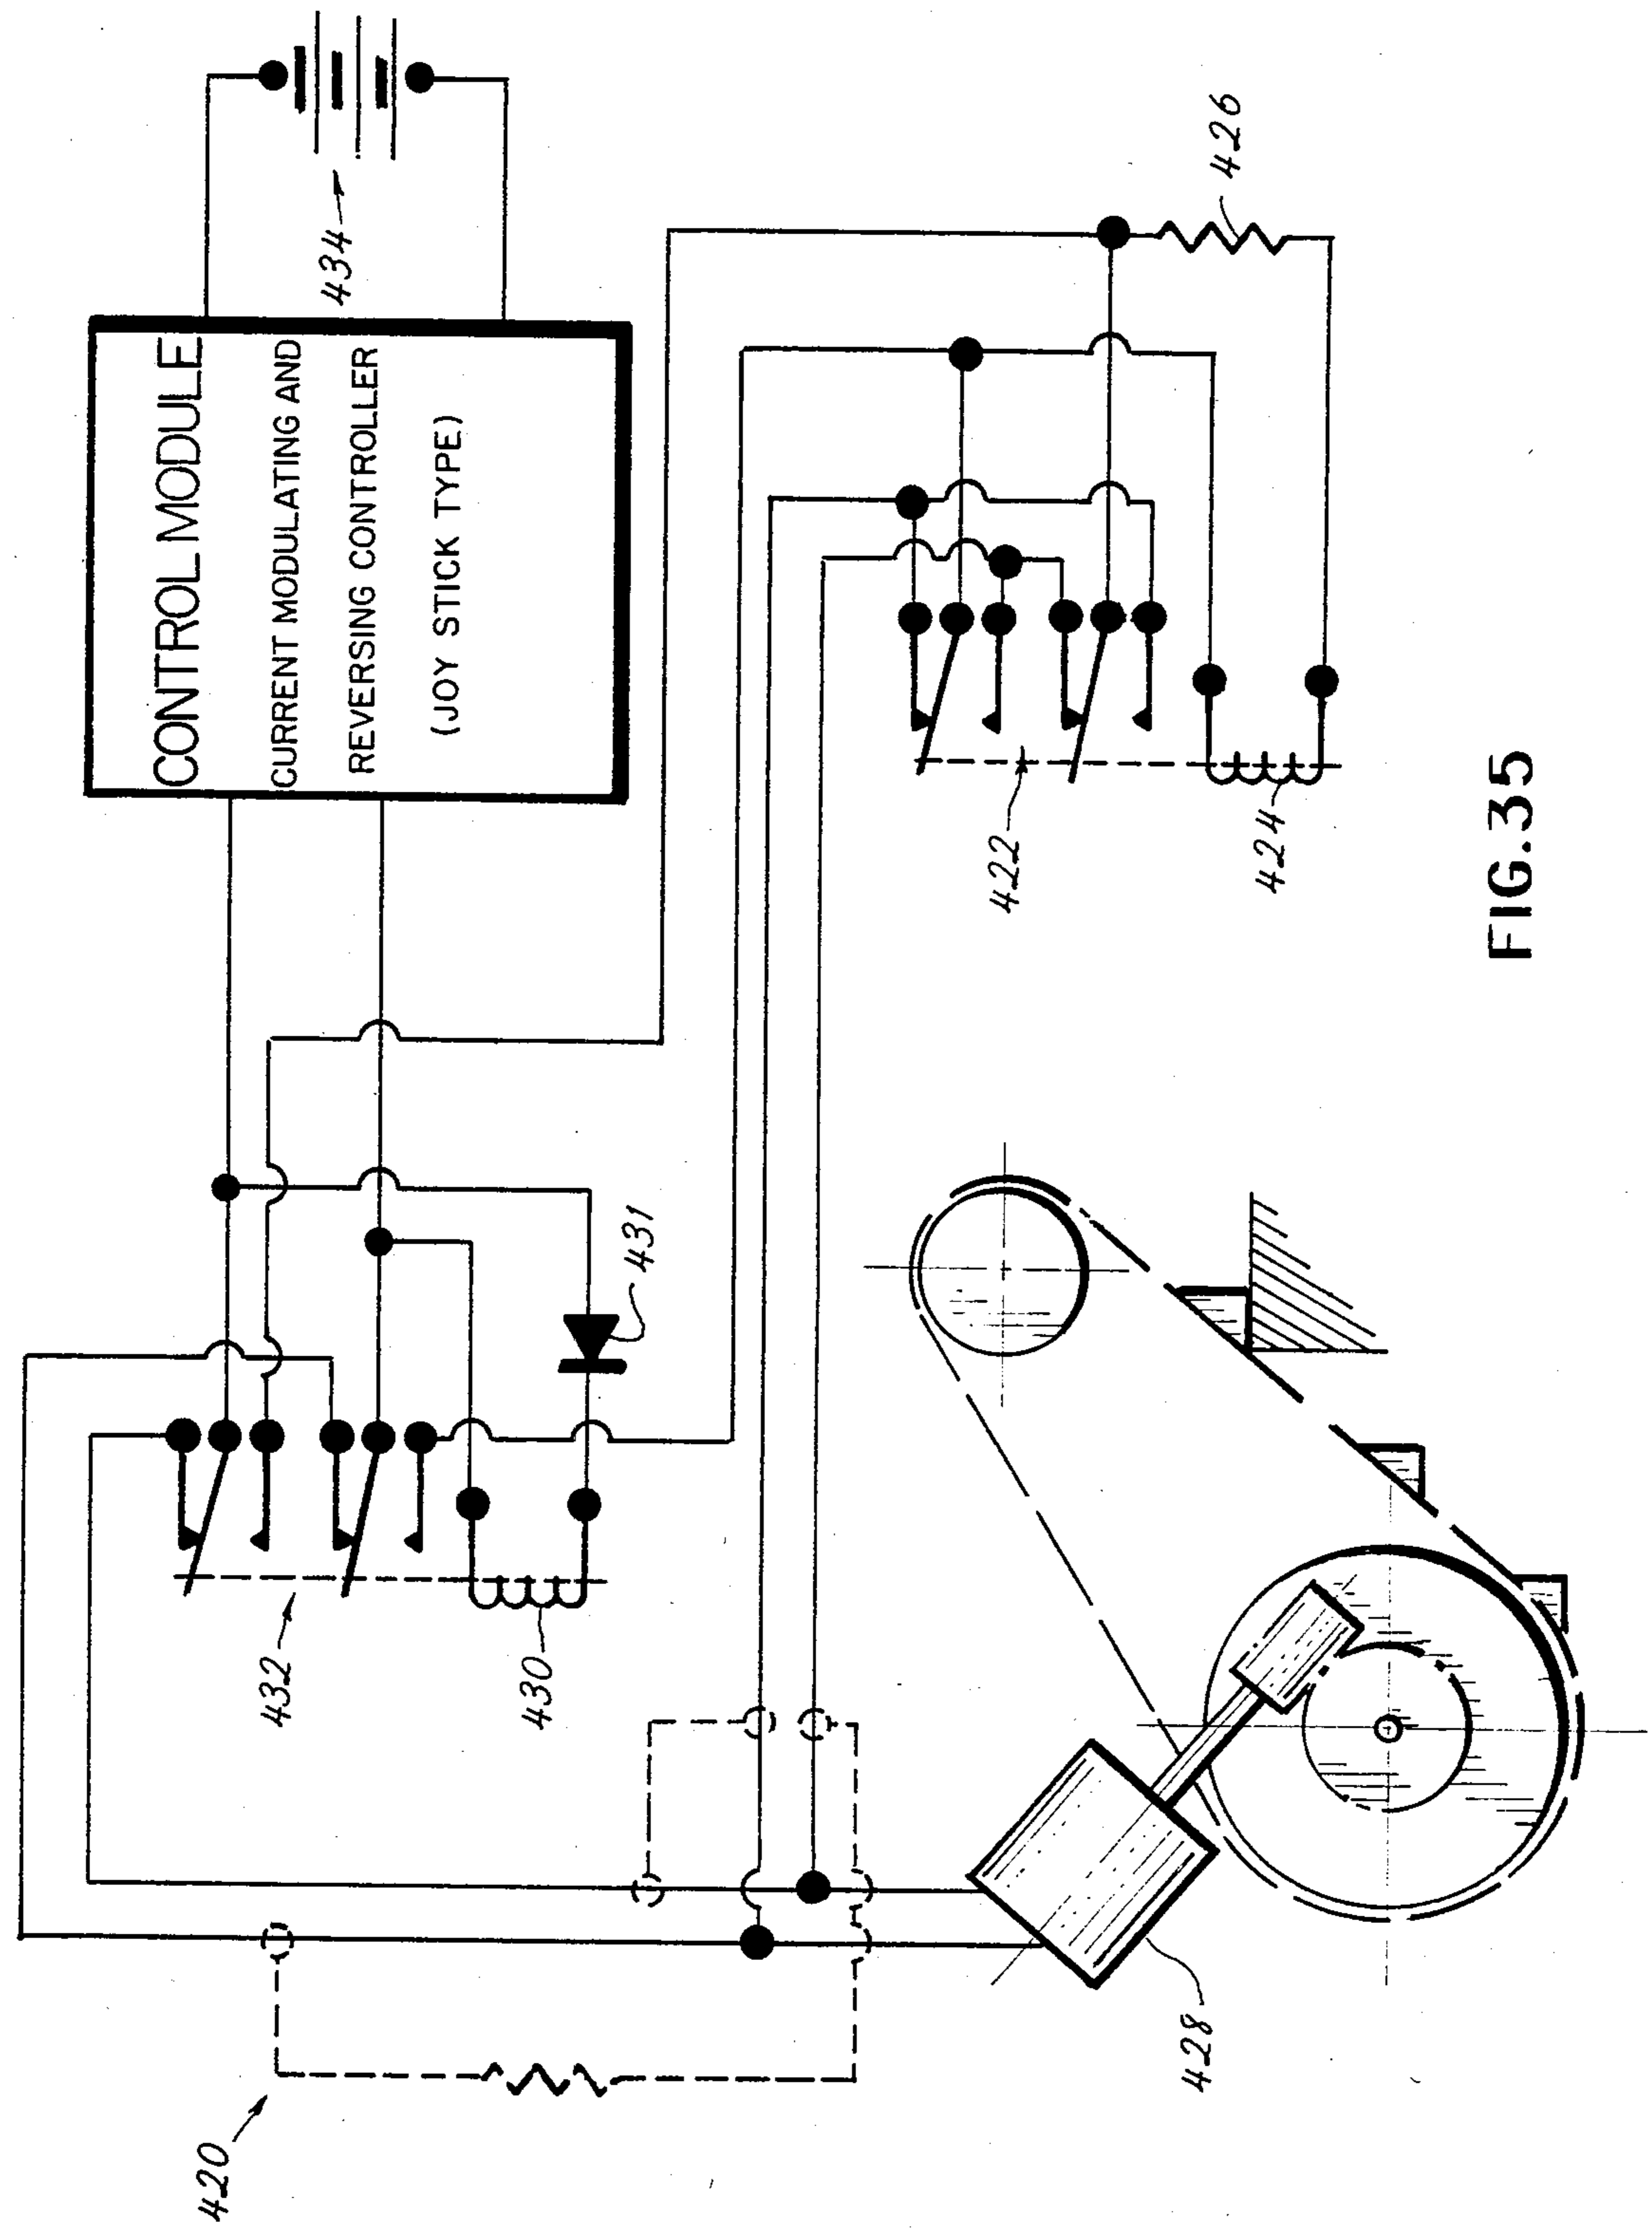 CONTROL MODULE
CURRENT MODULATING AND
REVERSING CONTROLLER
(JOY STICK TYPE)
434
426
431
432
430
422
424
420
428
FIG.35